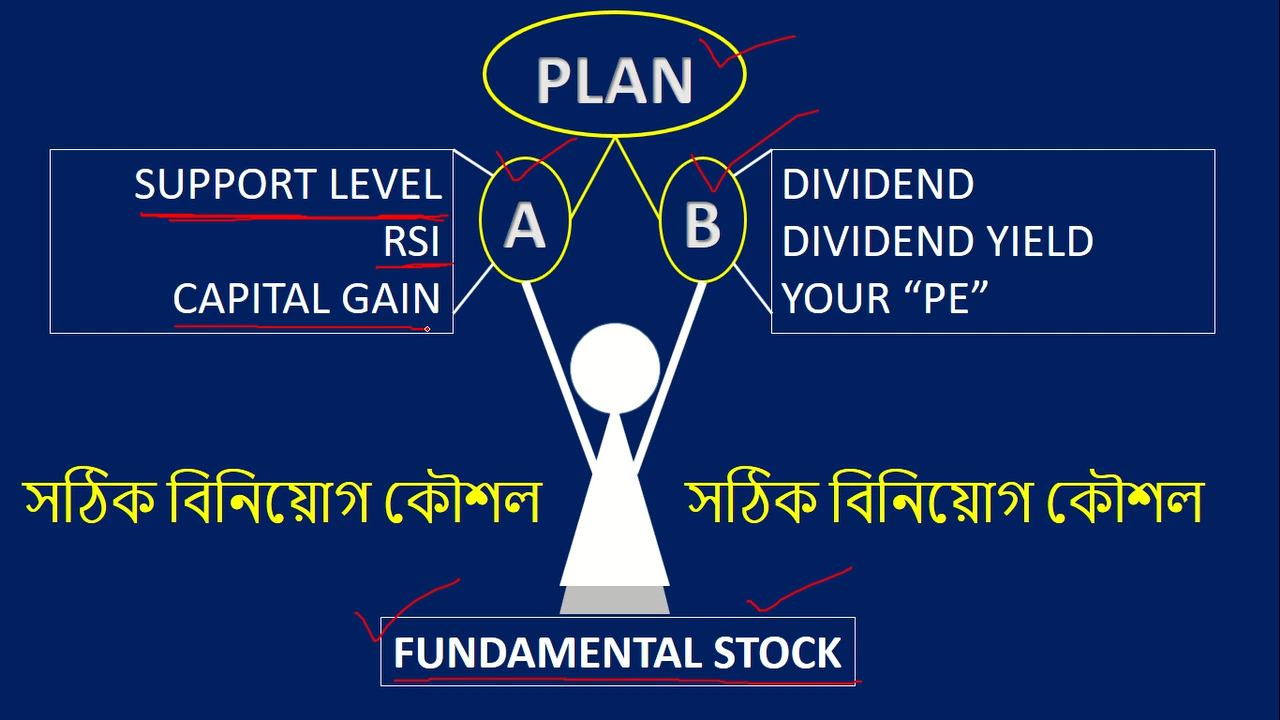 PLAN
A
B
SUPPORT LEVEL
RSI
CAPITAL GAIN
DIVIDEND
DIVIDEND YIELD
YOUR “PE”
সঠিক বিনিয়োগ কৌশল
সঠিক বিনিয়োগ কৌশল
FUNDAMENTAL STOCK